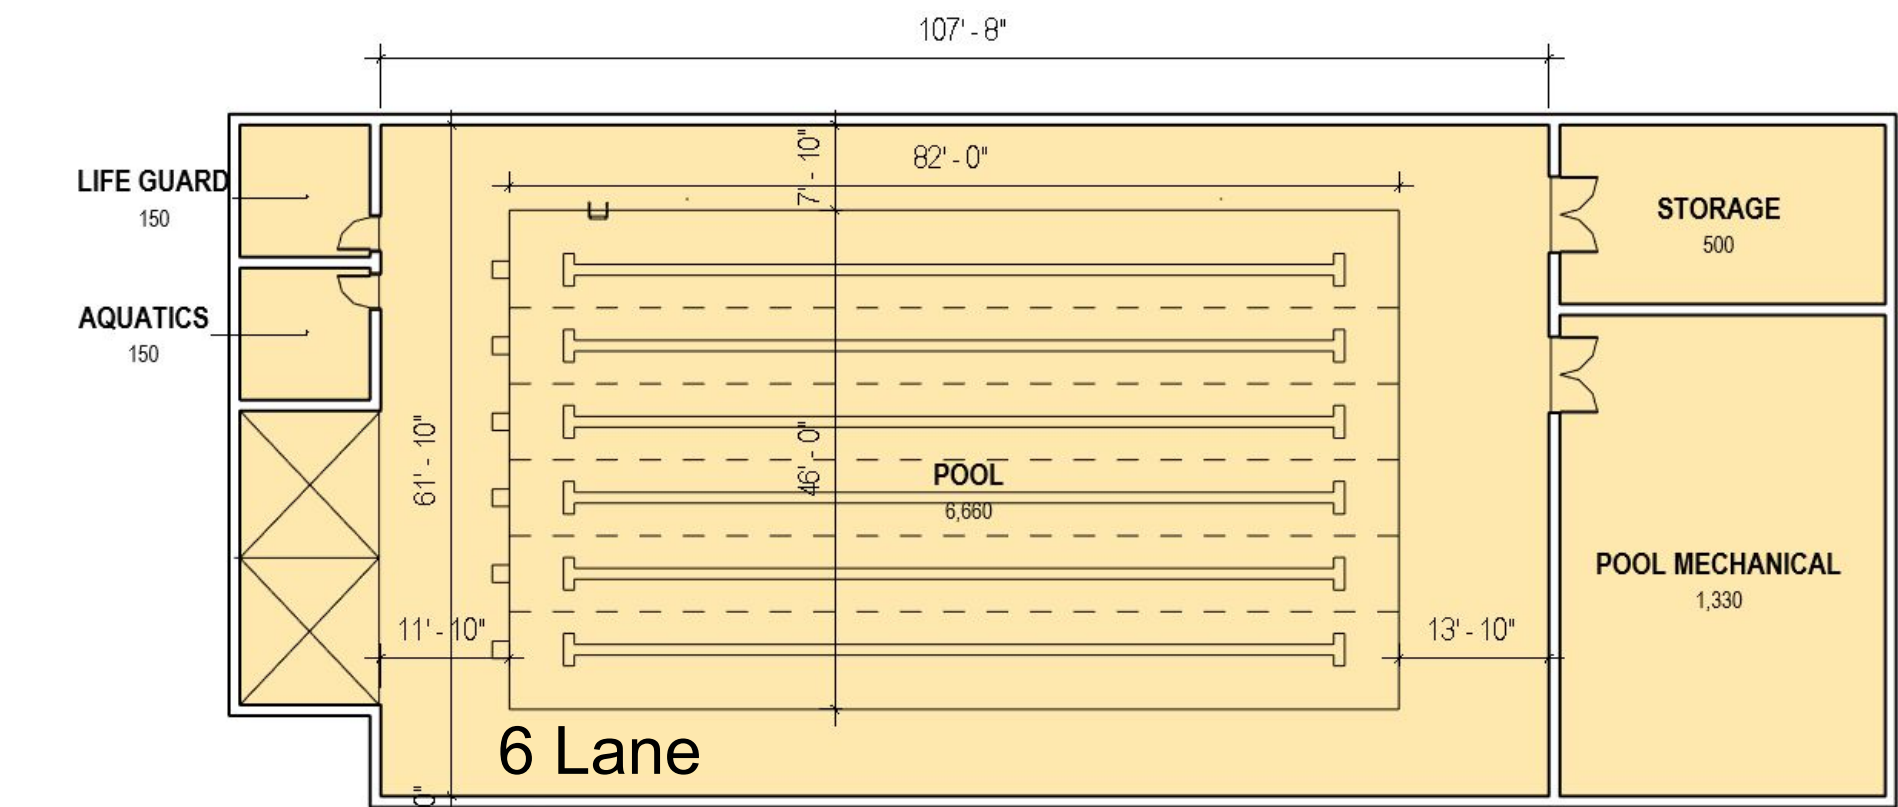 107' - 8"
7' - 10"
82' - 0"
LIFE GUARD
150
STORAGE
500
AQUATICS
150
61' - 10"
46' - 0"
POOL
6,660
POOL MECHANICAL
1,330
11' - 10"
13' - 10"
6 Lane
0"